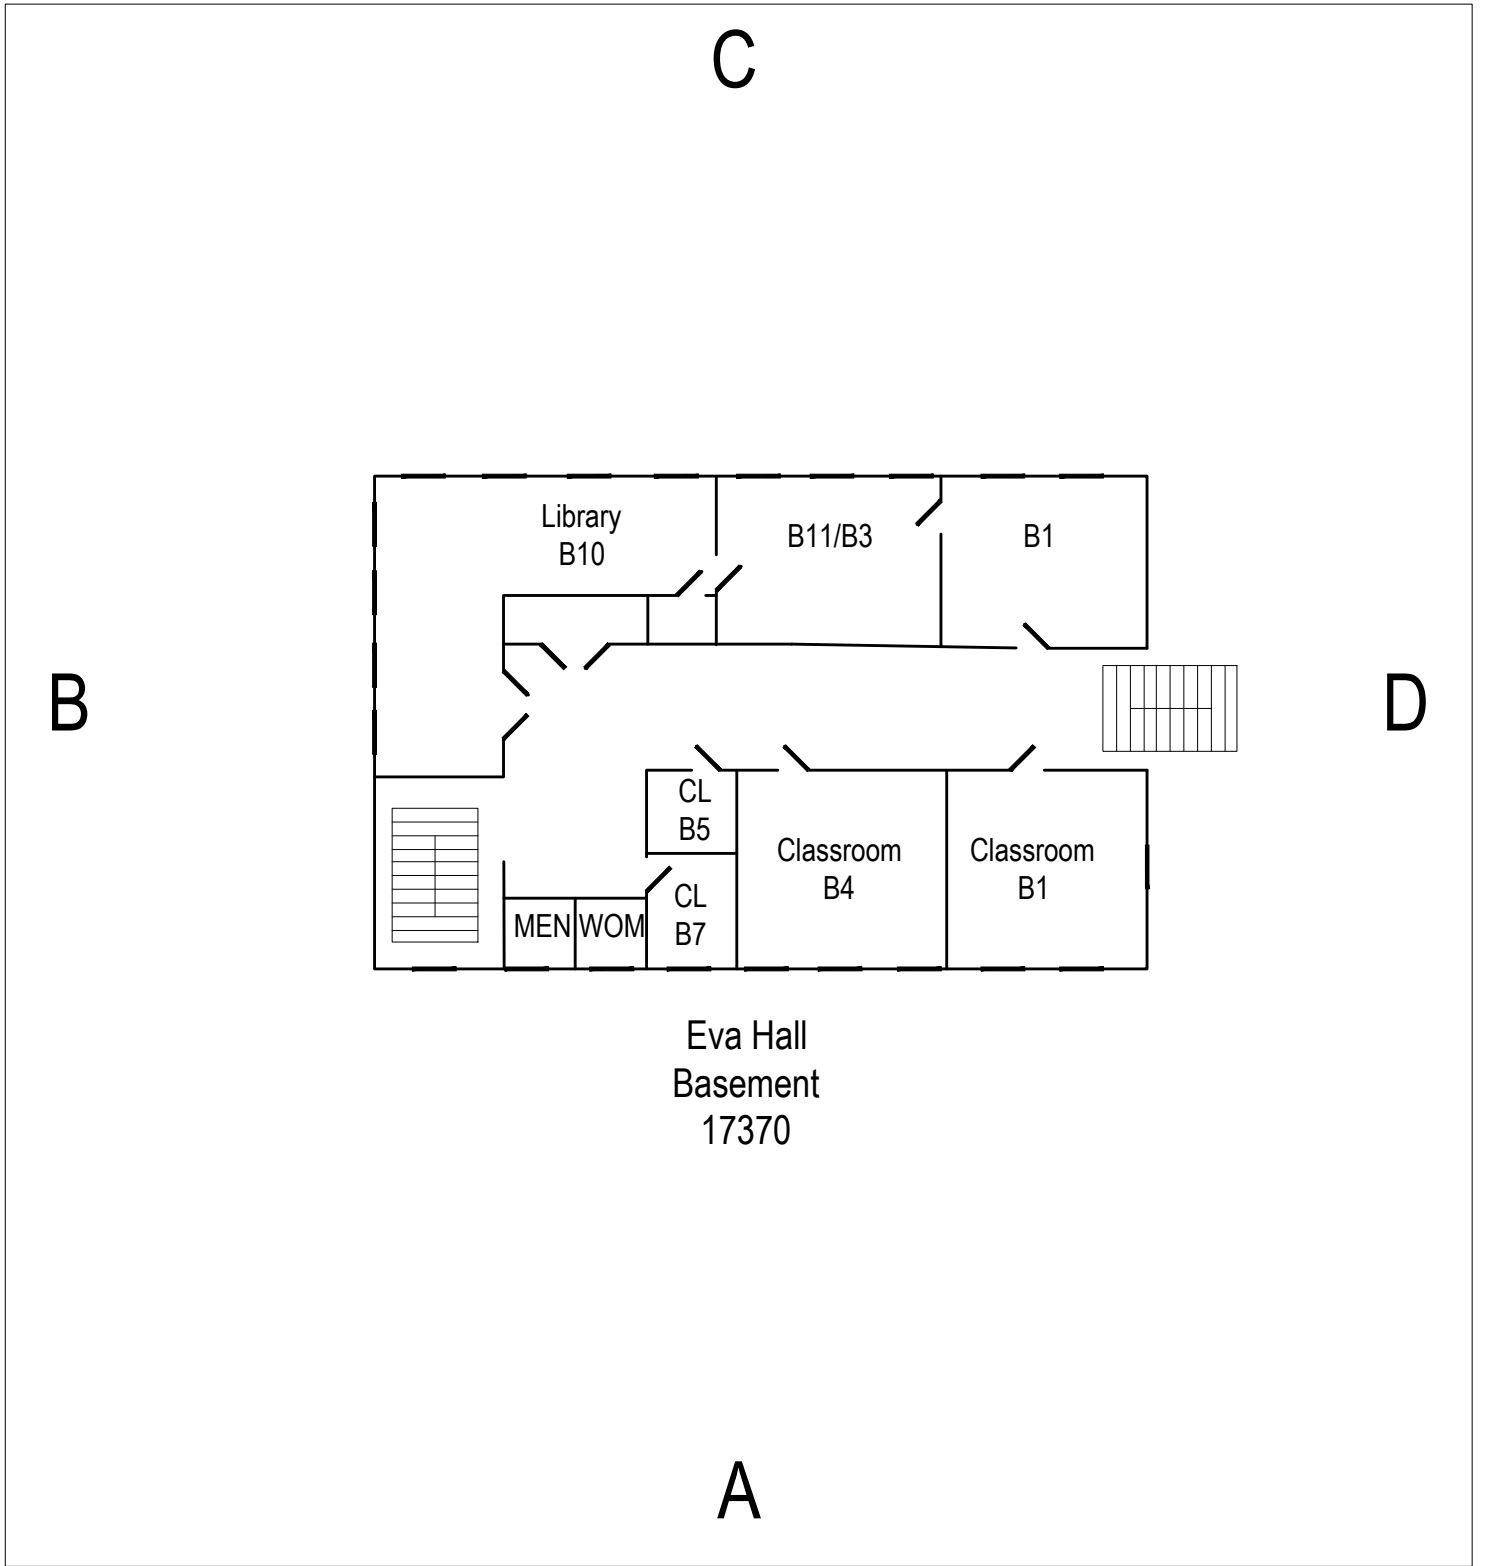 C
Library
B10
B11/B3
B1
B
D
CL
B5
Classroom
B4
Classroom
B1
CL
B7
MEN
WOM
Eva Hall
Basement
17370
A